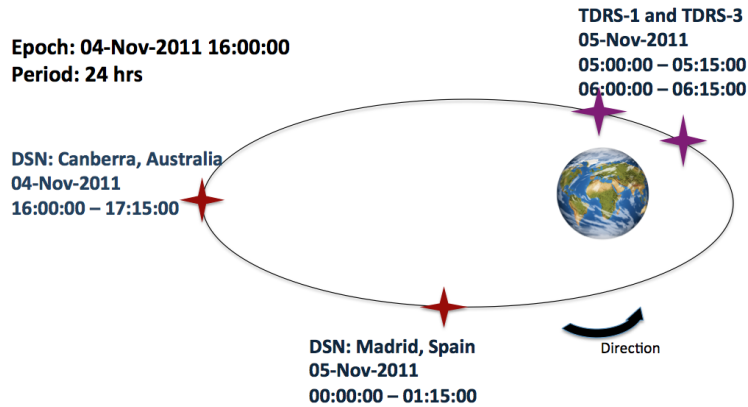 Epoch: 04-Nov-2011 16:00:00
Period: 24 hrs
TDRS-1 and TDRS-3
05-Nov-2011
05:00:00 – 05:15:00
06:00:00 – 06:15:00
DSN: Canberra, Australia
04-Nov-2011
16:00:00 – 17:15:00
DSN: Madrid, Spain
05-Nov-2011
00:00:00 – 01:15:00
Direction